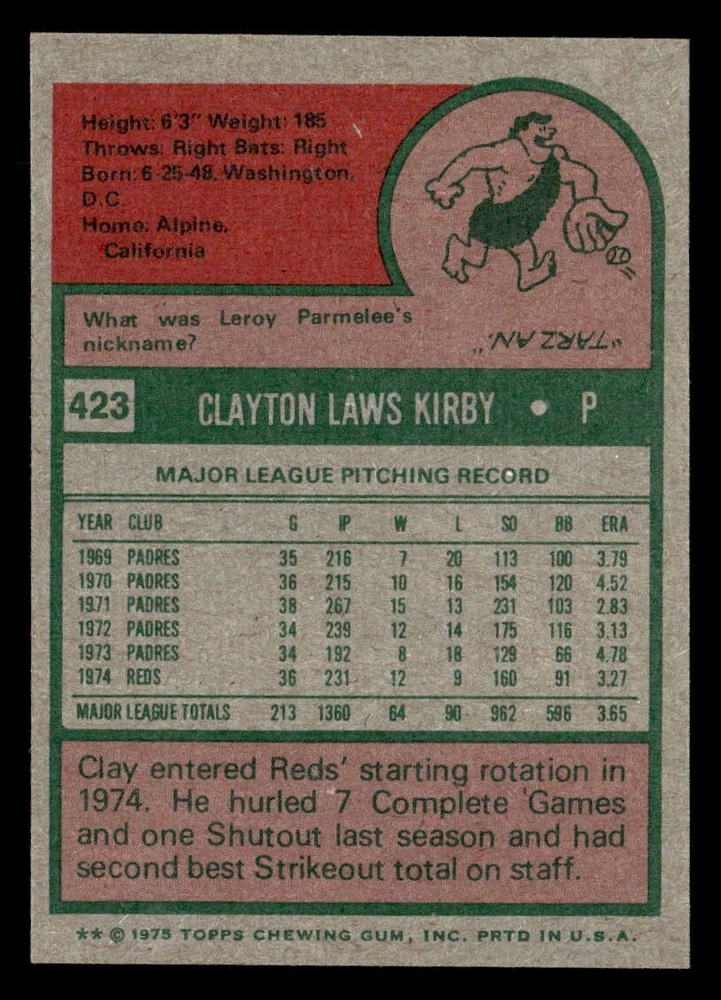 Height: 6'3" Weight: 185
Throws: Right Bats: Right
Born: 6-25-48, Washington,
D.C.
Home: Alpine,
California
What was Leroy Parmelee's
nickname?
"TARZAN."
423 CLAYTON LAWS KIRBY • P
MAJOR LEAGUE PITCHING RECORD
YEAR CLUB G IP W L SO BB ERA
1969 PADRES 35 216 7 20 113 100 3.79
1970 PADRES 36 215 10 16 154 120 4.52
1971 PADRES 38 267 15 13 231 103 2.83
1972 PADRES 34 239 12 14 175 116 3.13
1973 PADRES 34 192 8 18 129 66 4.78
1974 REDS 36 231 12 9 160 91 3.27
MAJOR LEAGUE TOTALS 213 1360 64 90 962 596 3.65
Clay entered Reds' starting rotation in
1974. He hurled 7 Complete Games
and one Shutout last season and had
second best Strikeout total on staff.
** © 1975 TOPPS CHEWING GUM, INC. PRTD IN U.S.A.